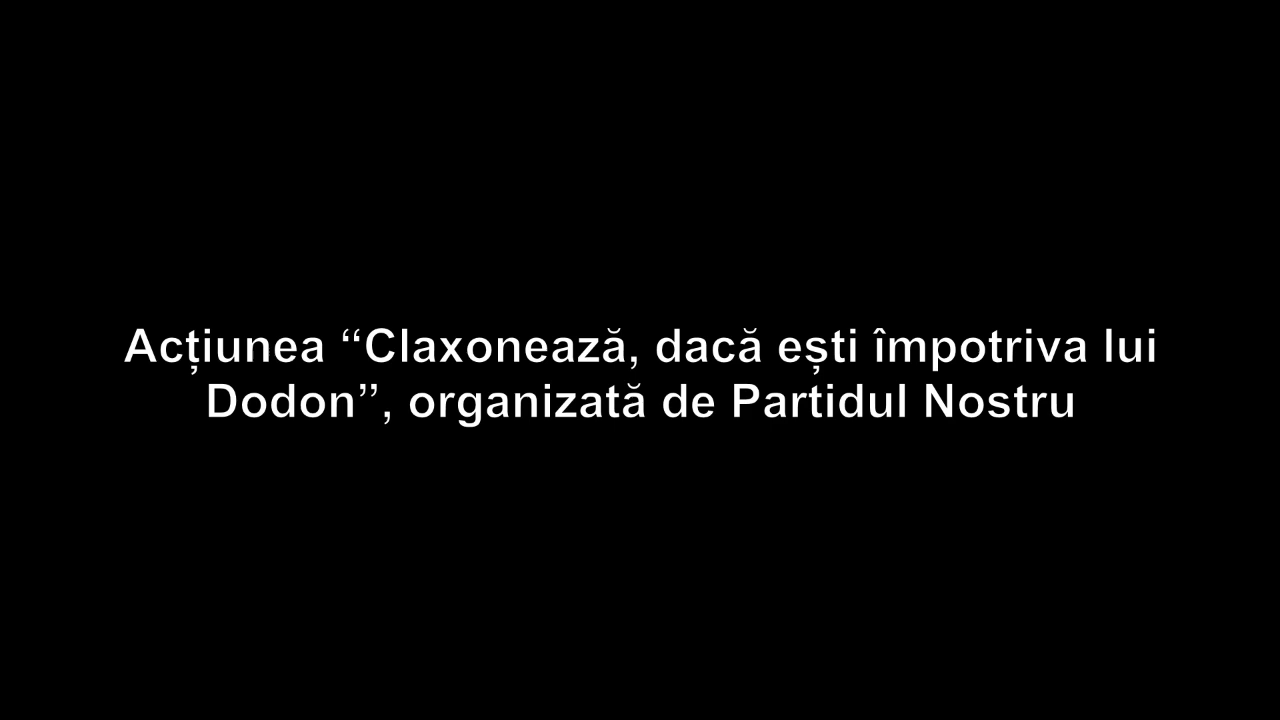 Acțiunea “Claxonează, dacă ești împotriva lui
Dodon”, organizată de Partidul Nostru